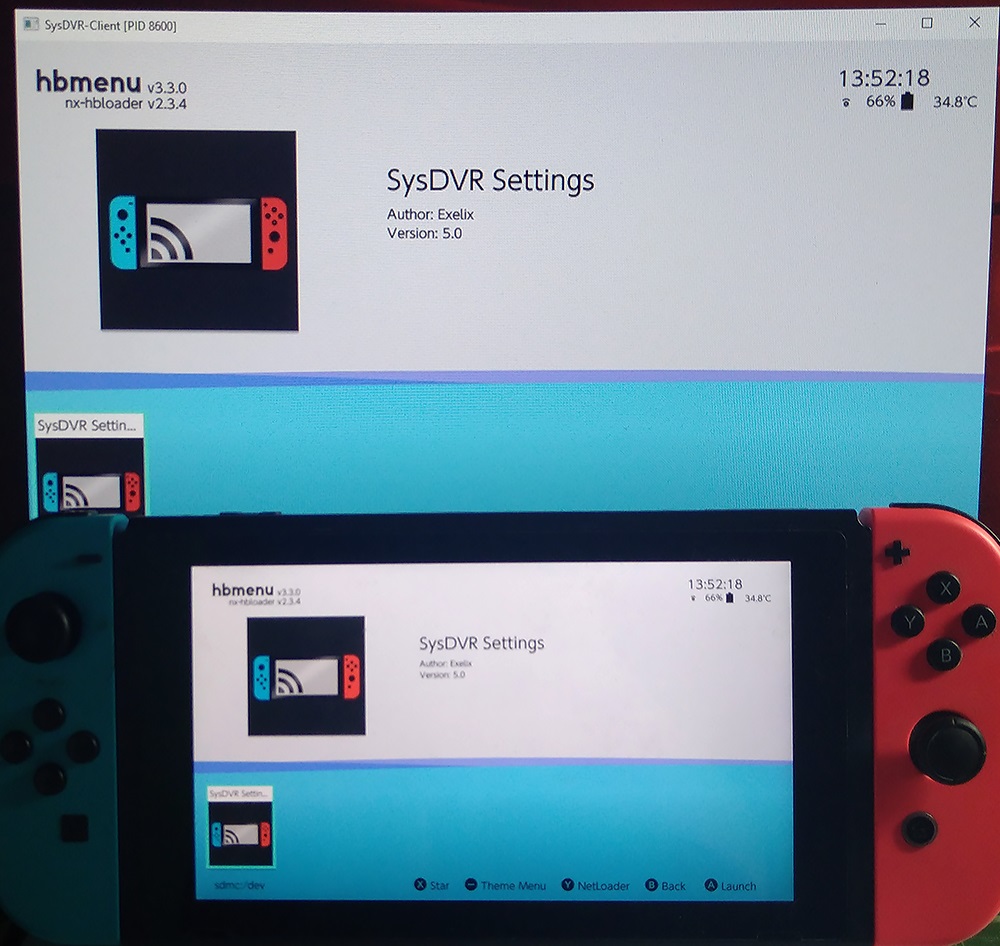 SysDVR-Client [PID 8600]
hbmenu v3.3.0
nx-hbloader v2.3.4
13:52:18
66% 34.8°C
SysDVR Settings
Author: Exelix
Version: 5.0
SysDVR Settin...
hbmenu v3.3.0
nx-hbloader v2.3.4
13:52:18
66% 34.8°C
SysDVR Settings
Author: Exelix
Version: 5.0
SysDVR Settin...
sdmc:/dev
X Star - Theme Menu Y NetLoader B Back A Launch
X
Y A
B